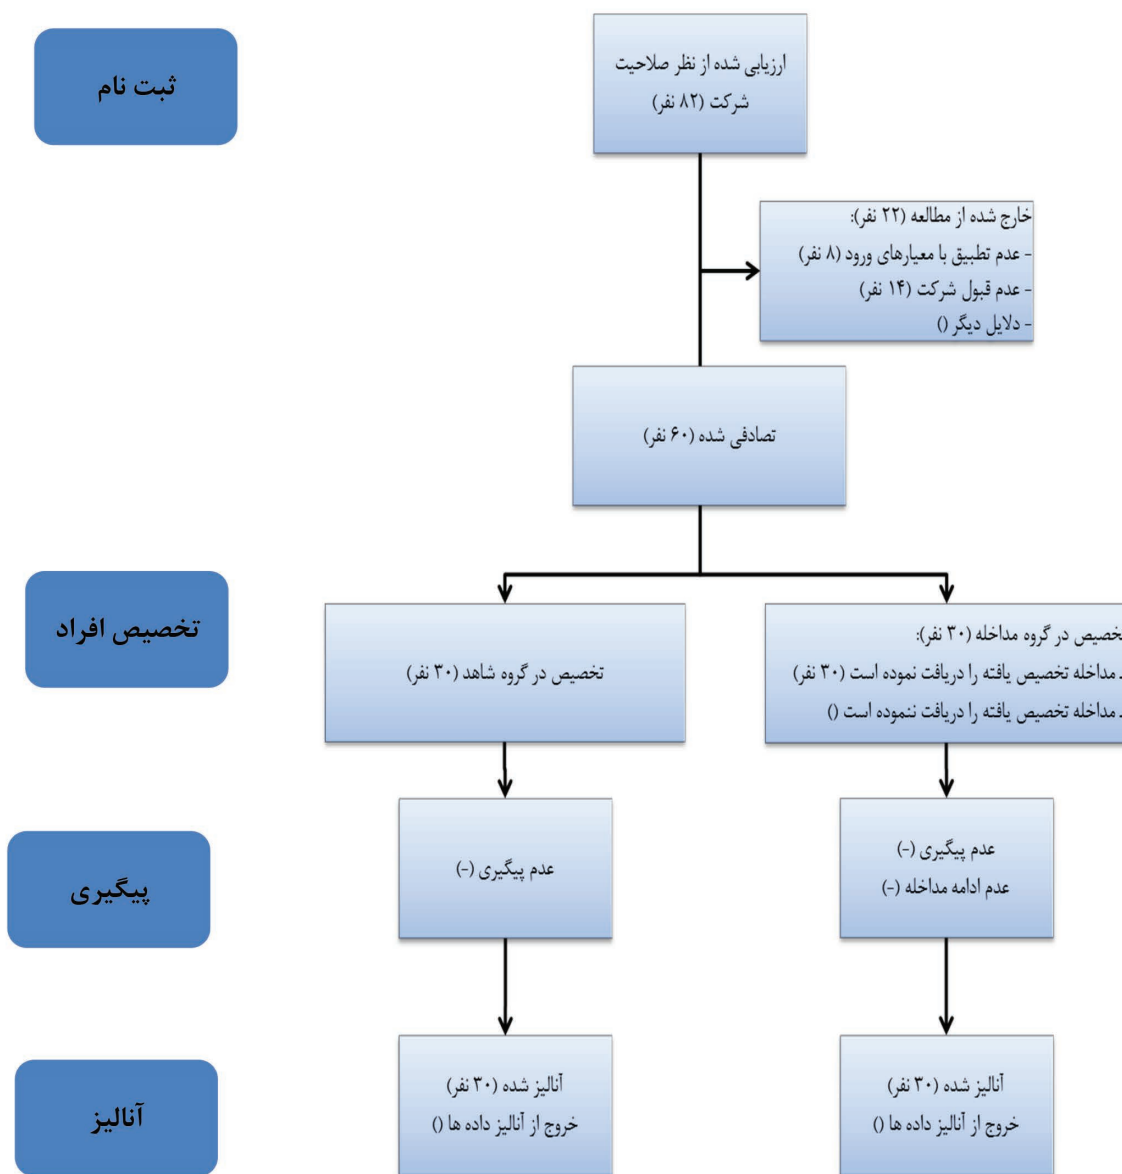 ثبت نام
ارزیابی شده از نظر صلاحیت
شرکت (۸۲ نفر)
خارج شده از مطالعه (۲۲ نفر):
- عدم تطبیق با معیارهای ورود (۸ نفر)
- عدم قبول شرکت (۱۴ نفر)
- دلایل دیگر ()
تصادفی شده (۶۰ نفر)
تخصیص افراد
خصیص در گروه مداخله (۳۰ نفر):
- مداخله تخصیص یافته را دریافت نموده است (۳۰ نفر)
- مداخله تخصیص یافته را دریافت ننموده است ()
تخصیص در گروه شاهد (۳۰ نفر)
پیگیری
عدم پیگیری (-)
عدم ادامه مداخله (-)
عدم پیگیری (-)
آنالیز
آنالیز شده (۳۰ نفر)
خروج از آنالیز داده ها ()
آنالیز شده (۳۰ نفر)
خروج از آنالیز داده ها ()